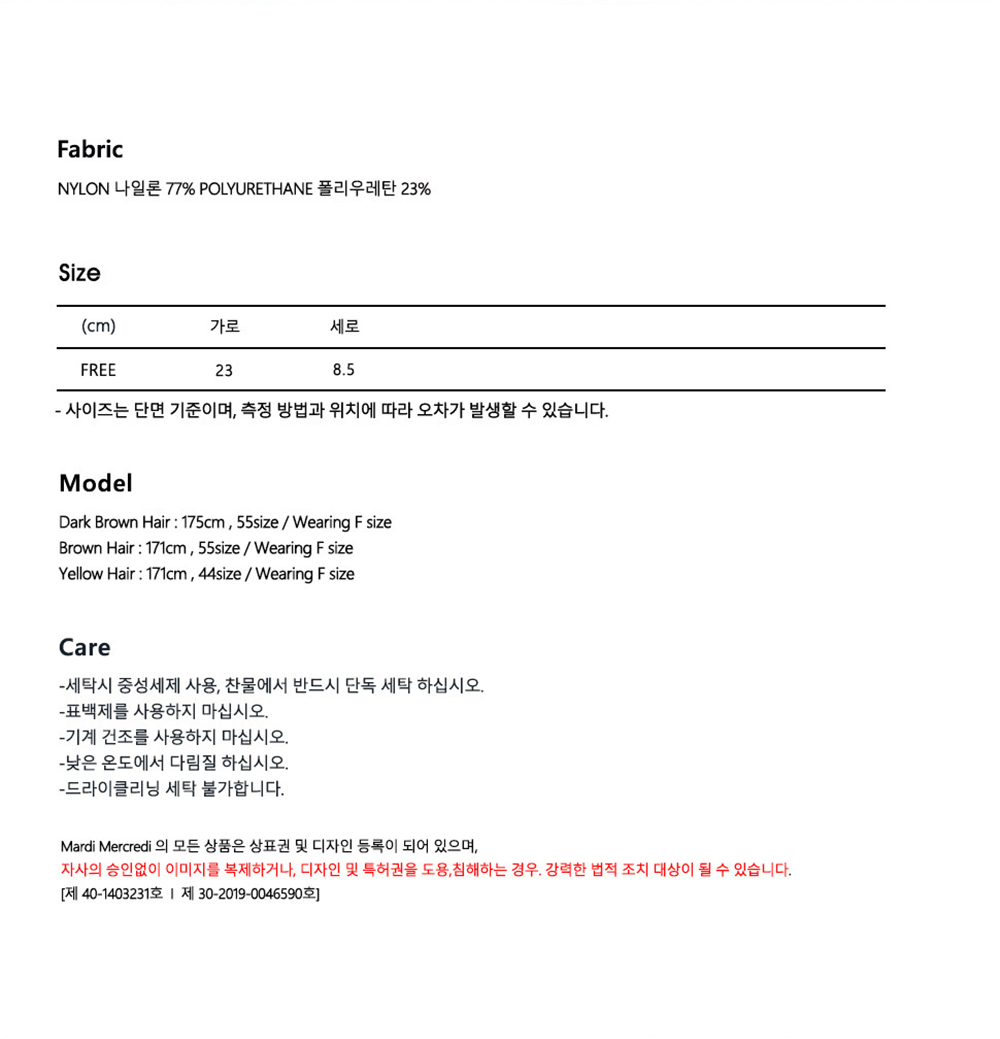 Fabric
NYLON 나일론 77% POLYURETHANE 폴리우레탄 23%
Size
(cm) 가로 세로
FREE 23 8.5
- 사이즈는 단면 기준이며, 측정 방법과 위치에 따라 오차가 발생할 수 있습니다.
Model
Dark Brown Hair : 175cm , 55size / Wearing F size
Brown Hair : 171cm , 55size / Wearing F size
Yellow Hair : 171cm , 44size / Wearing F size
Care
-세탁시 중성세제 사용, 찬물에서 반드시 단독 세탁 하십시오.
-표백제를 사용하지 마십시오.
-기계 건조를 사용하지 마십시오.
-낮은 온도에서 다림질 하십시오.
-드라이클리닝 세탁 불가합니다.
Mardi Mercredi 의 모든 상품은 상표권 및 디자인 등록이 되어 있으며,
자사의 승인없이 이미지를 복제하거나, 디자인 및 특허권을 도용,침해하는 경우. 강력한 법적 조치 대상이 될 수 있습니다.
[제 40-1403231호 I 제 30-2019-0046590호]